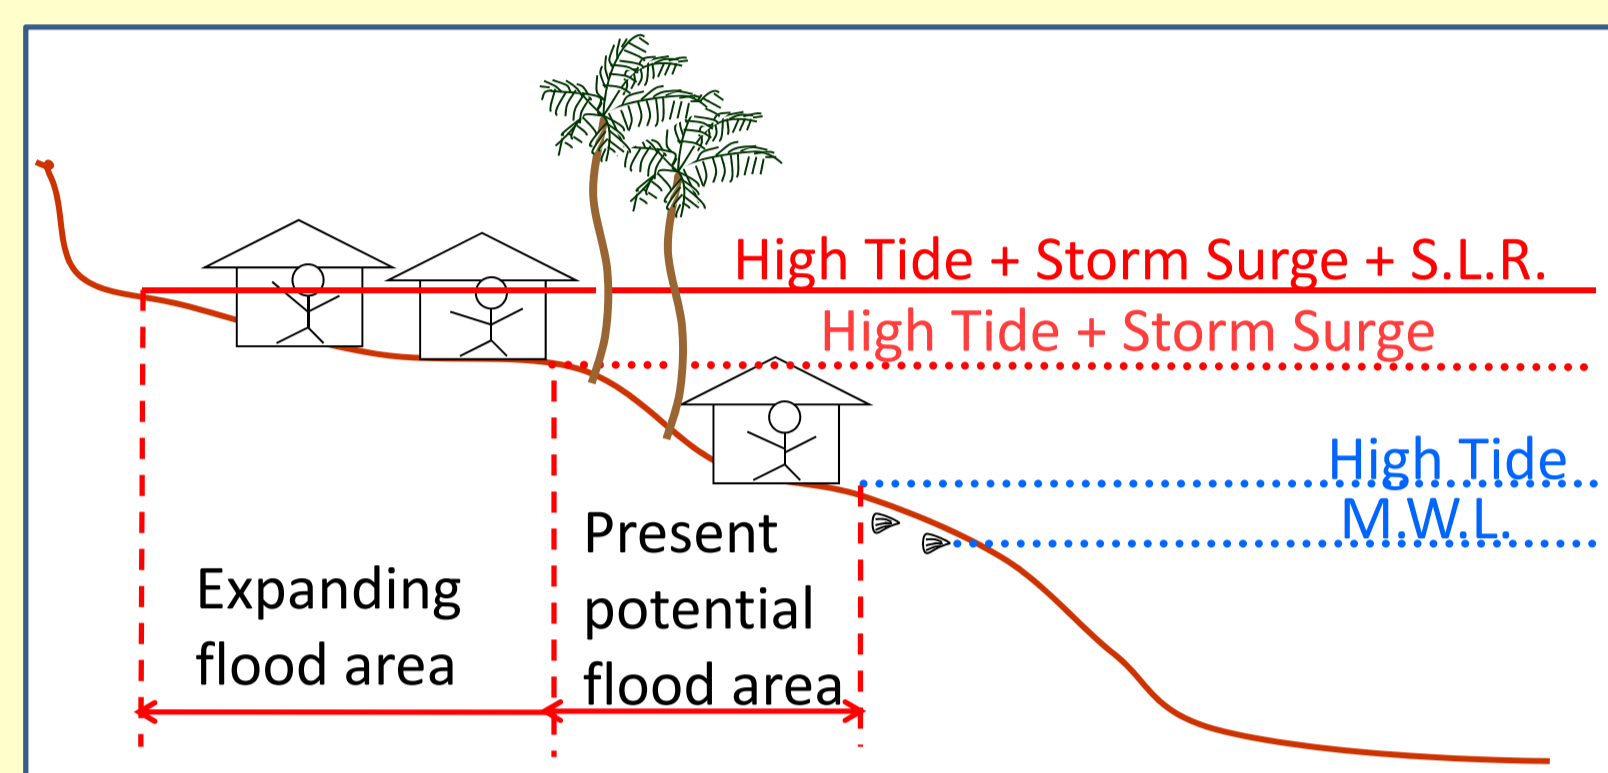 High Tide + Storm Surge + S.L.R.
High Tide + Storm Surge
High Tide
M.W.L.
Present
potential
flood area
Expanding
flood area